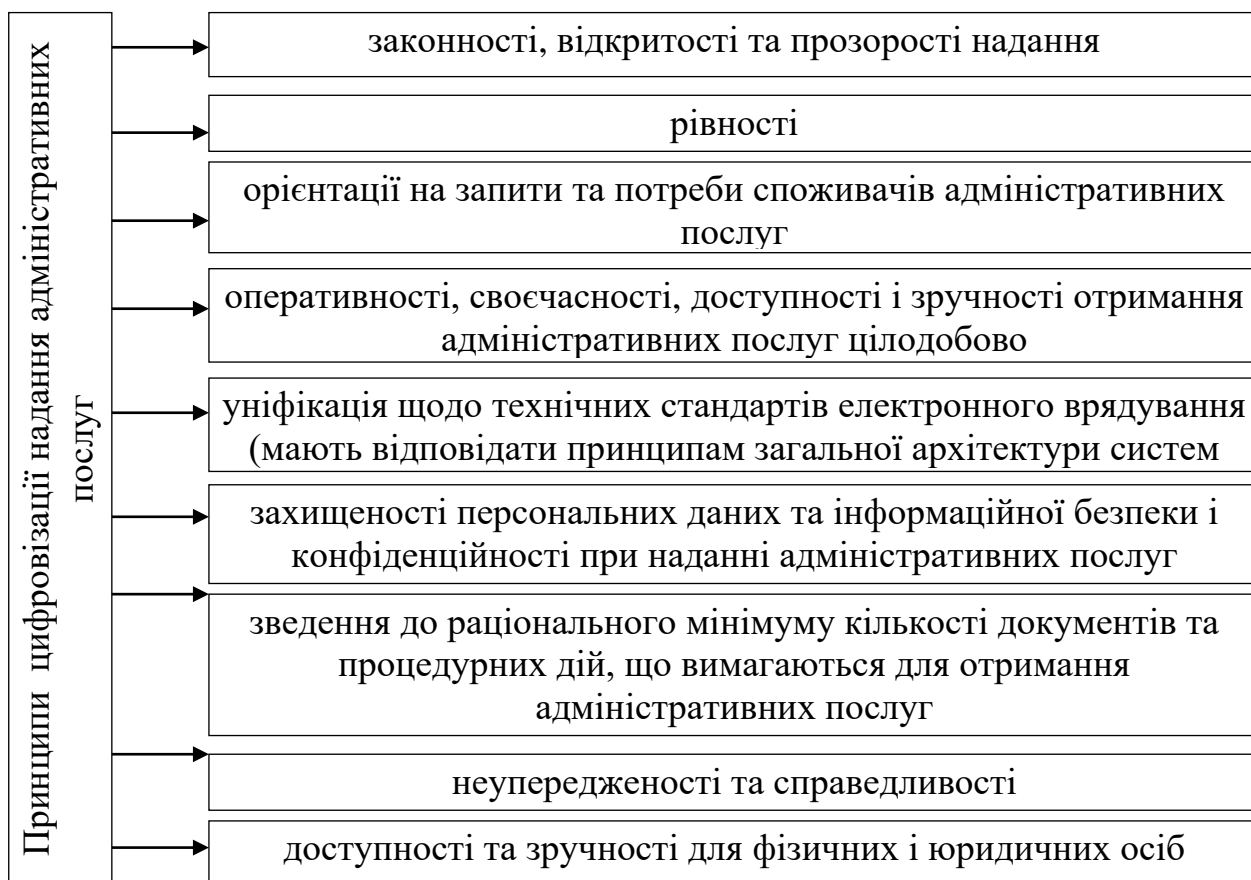 Принципи цифровізації надання адміністративних
послуг
законності, відкритості та прозорості надання
рівності
орієнтації на запити та потреби споживачів адміністративних
послуг
оперативності, своєчасності, доступності і зручності отримання
адміністративних послуг цілодобово
уніфікація щодо технічних стандартів електронного врядування
(мають відповідати принципам загальної архітектури систем
захищеності персональних даних та інформаційної безпеки і
конфіденційності при наданні адміністративних послуг
зведення до раціонального мінімуму кількості документів та
процедурних дій, що вимагаються для отримання
адміністративних послуг
неупередженості та справедливості
доступності та зручності для фізичних і юридичних осіб